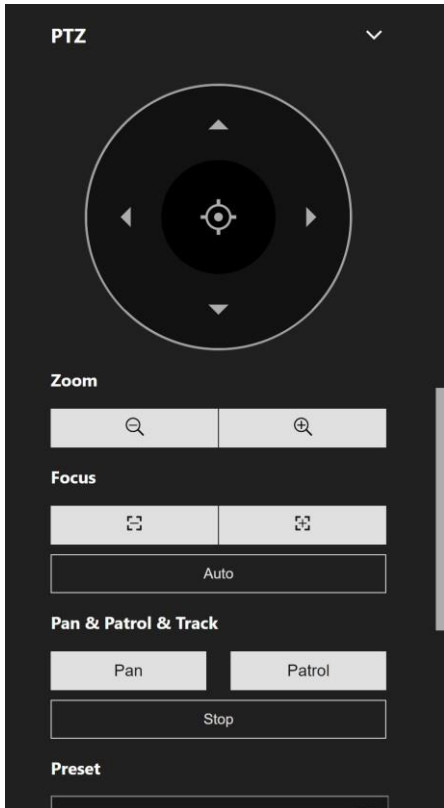 PTZ
Zoom
Focus
Auto
Pan & Patrol & Track
Pan Patrol
Stop
Preset